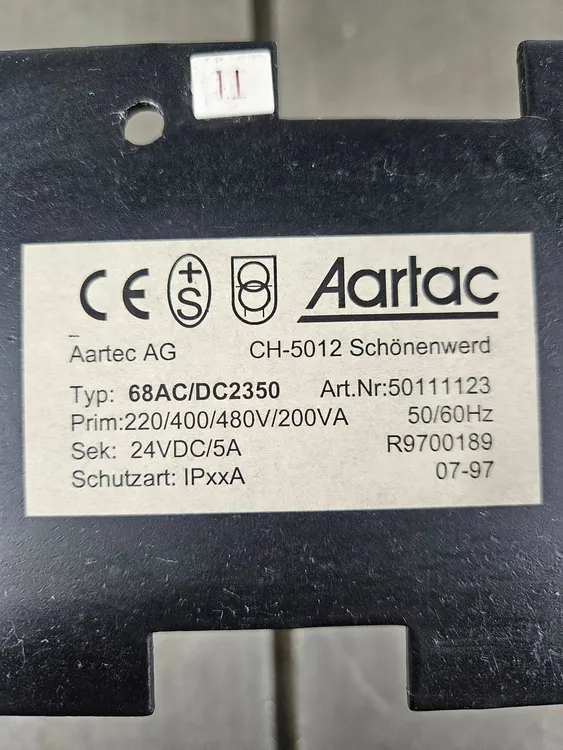 II
CE +S Aartac
Aartec AG CH-5012 Schönenwerd
Typ: 68AC/DC2350 Art.Nr:50111123
Prim:220/400/480V/200VA 50/60Hz
Sek: 24VDC/5A R9700189
Schutzart: IPxxA 07-97